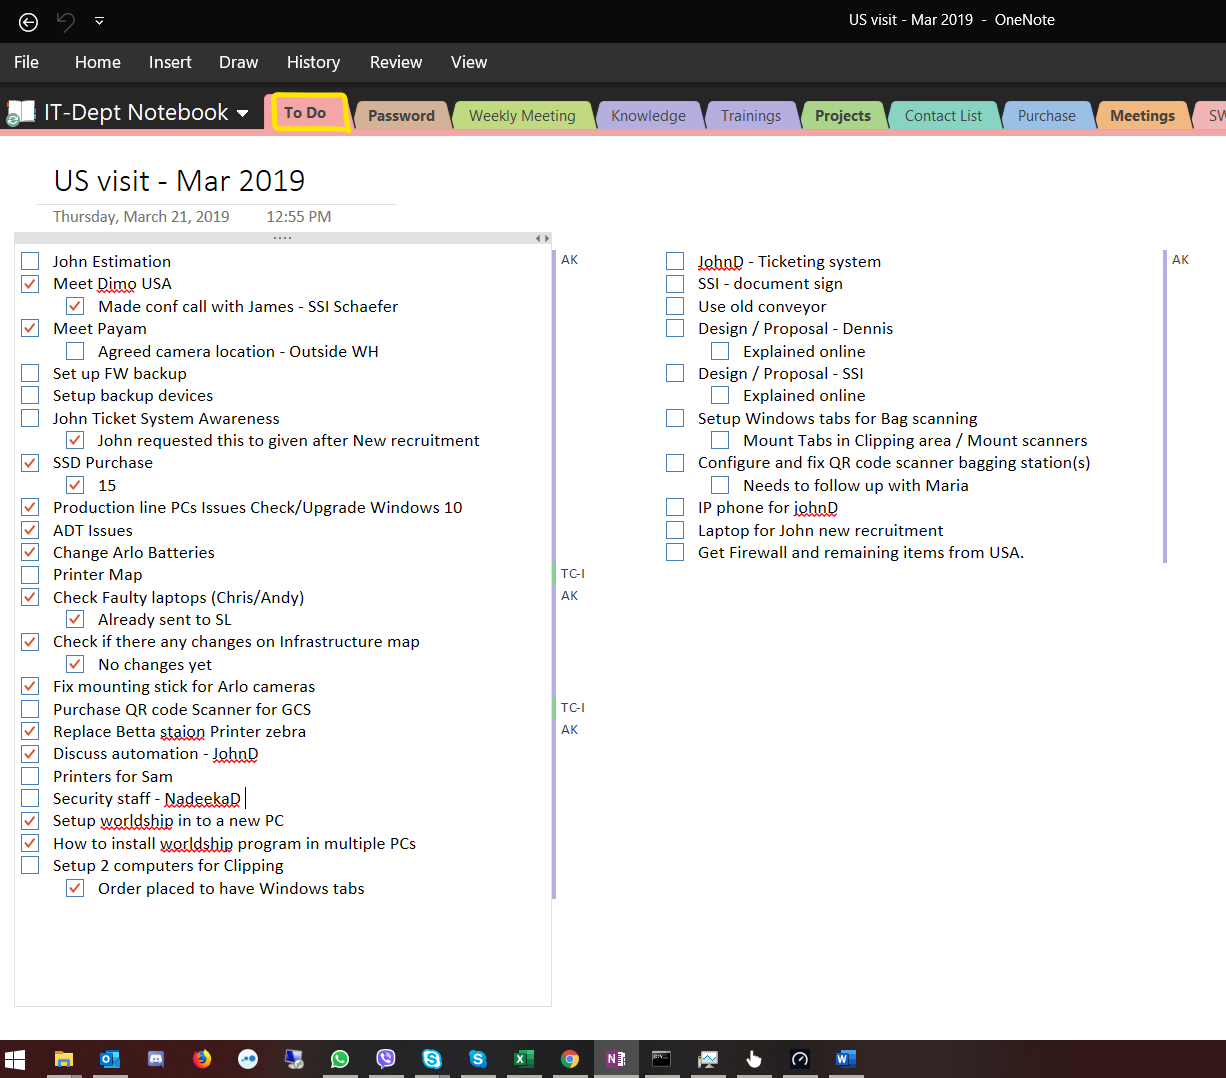 US visit - Mar 2019 - OneNote
File Home Insert Draw History Review View
IT-Dept Notebook To Do Password Weekly Meeting Knowledge Trainings Projects Contact List Purchase Meetings SW
US visit - Mar 2019
Thursday, March 21, 2019 12:55 PM
John Estimation
AK
Meet Dimo USA
Made conf call with James - SSI Schaefer
Meet Payam
Agreed camera location - Outside WH
Set up FW backup
Setup backup devices
John Ticket System Awareness
John requested this to given after New recruitment
SSD Purchase
15
Production line PCs Issues Check/Upgrade Windows 10
ADT Issues
Change Arlo Batteries
Printer Map
TC-I
Check Faulty laptops (Chris/Andy)
AK
Already sent to SL
Check if there any changes on Infrastructure map
No changes yet
Fix mounting stick for Arlo cameras
Purchase QR code Scanner for GCS
TC-I
Replace Betta staion Printer zebra
AK
Discuss automation - JohnD
Printers for Sam
Security staff - NadeekaD
Setup worldship in to a new PC
How to install worldship program in multiple PCs
Setup 2 computers for Clipping
Order placed to have Windows tabs
JohnD - Ticketing system
AK
SSI - document sign
Use old conveyor
Design / Proposal - Dennis
Explained online
Design / Proposal - SSI
Explained online
Setup Windows tabs for Bag scanning
Mount Tabs in Clipping area / Mount scanners
Configure and fix QR code scanner bagging station(s)
Needs to follow up with Maria
IP phone for johnD
Laptop for John new recruitment
Get Firewall and remaining items from USA.